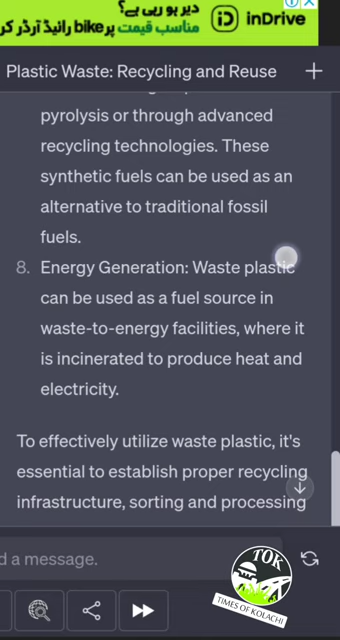 دیر ہو رہی ہے؟
مناسب قیمت پر bike رائیڈ آرڈر کر
inDrive
Plastic Waste: Recycling and Reuse
pyrolysis or through advanced
recycling technologies. These
synthetic fuels can be used as an
alternative to traditional fossil
fuels.
8. Energy Generation: Waste plastic
can be used as a fuel source in
waste-to-energy facilities, where it
is incinerated to produce heat and
electricity.
To effectively utilize waste plastic, it's
essential to establish proper recycling
infrastructure, sorting and processing
d a message.
TOK
TIMES OF KOLACHI